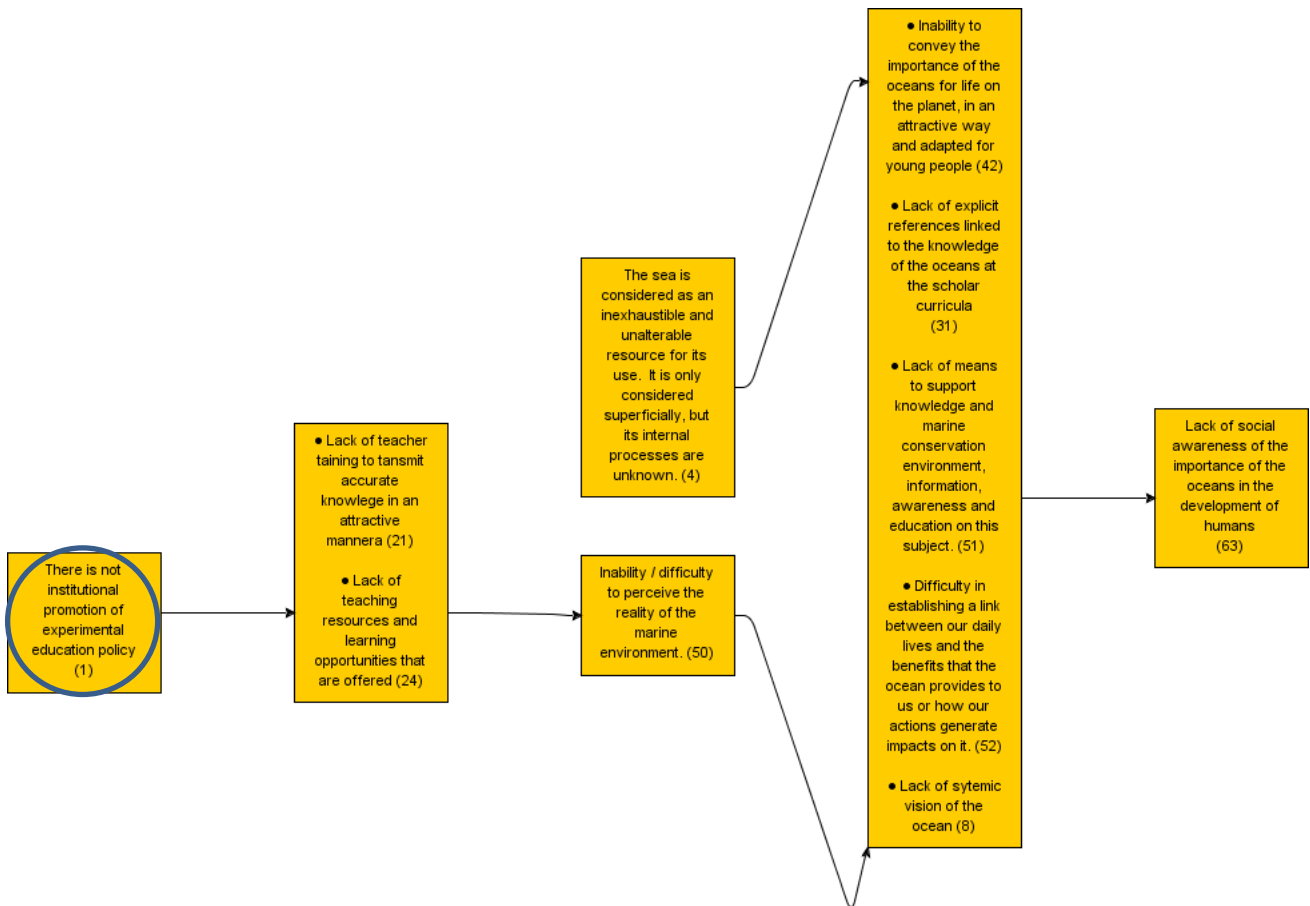 There is not
institutional
promotion of
experimental
education policy
(1)
● Lack of teacher
taining to tansmit
accurate
knowlege in an
attractive
mannera (21)
● Lack of
teaching
resources and
learning
opportunities that
are offered (24)
The sea is
considered as an
inexhaustible and
unalterable
resource for its
use. It is only
considered
superficially, but
its internal
processes are
unknown. (4)
Inability / difficulty
to perceive the
reality of the
marine
environment. (50)
● Inability to
convey the
importance of the
oceans for life on
the planet, in an
attractive way
and adapted for
young people (42)
● Lack of explicit
references linked
to the knowledge
of the oceans at
the scholar
curricula
(31)
● Lack of means
to support
knowledge and
marine
conservation
environment,
information,
awareness and
education on this
subject. (51)
● Difficulty in
establishing a link
between our daily
lives and the
benefits that the
ocean provides to
us or how our
actions generate
impacts on it. (52)
● Lack of sytemic
vision of the
ocean (8)
Lack of social
awareness of the
importance of the
oceans in the
development of
humans
(63)